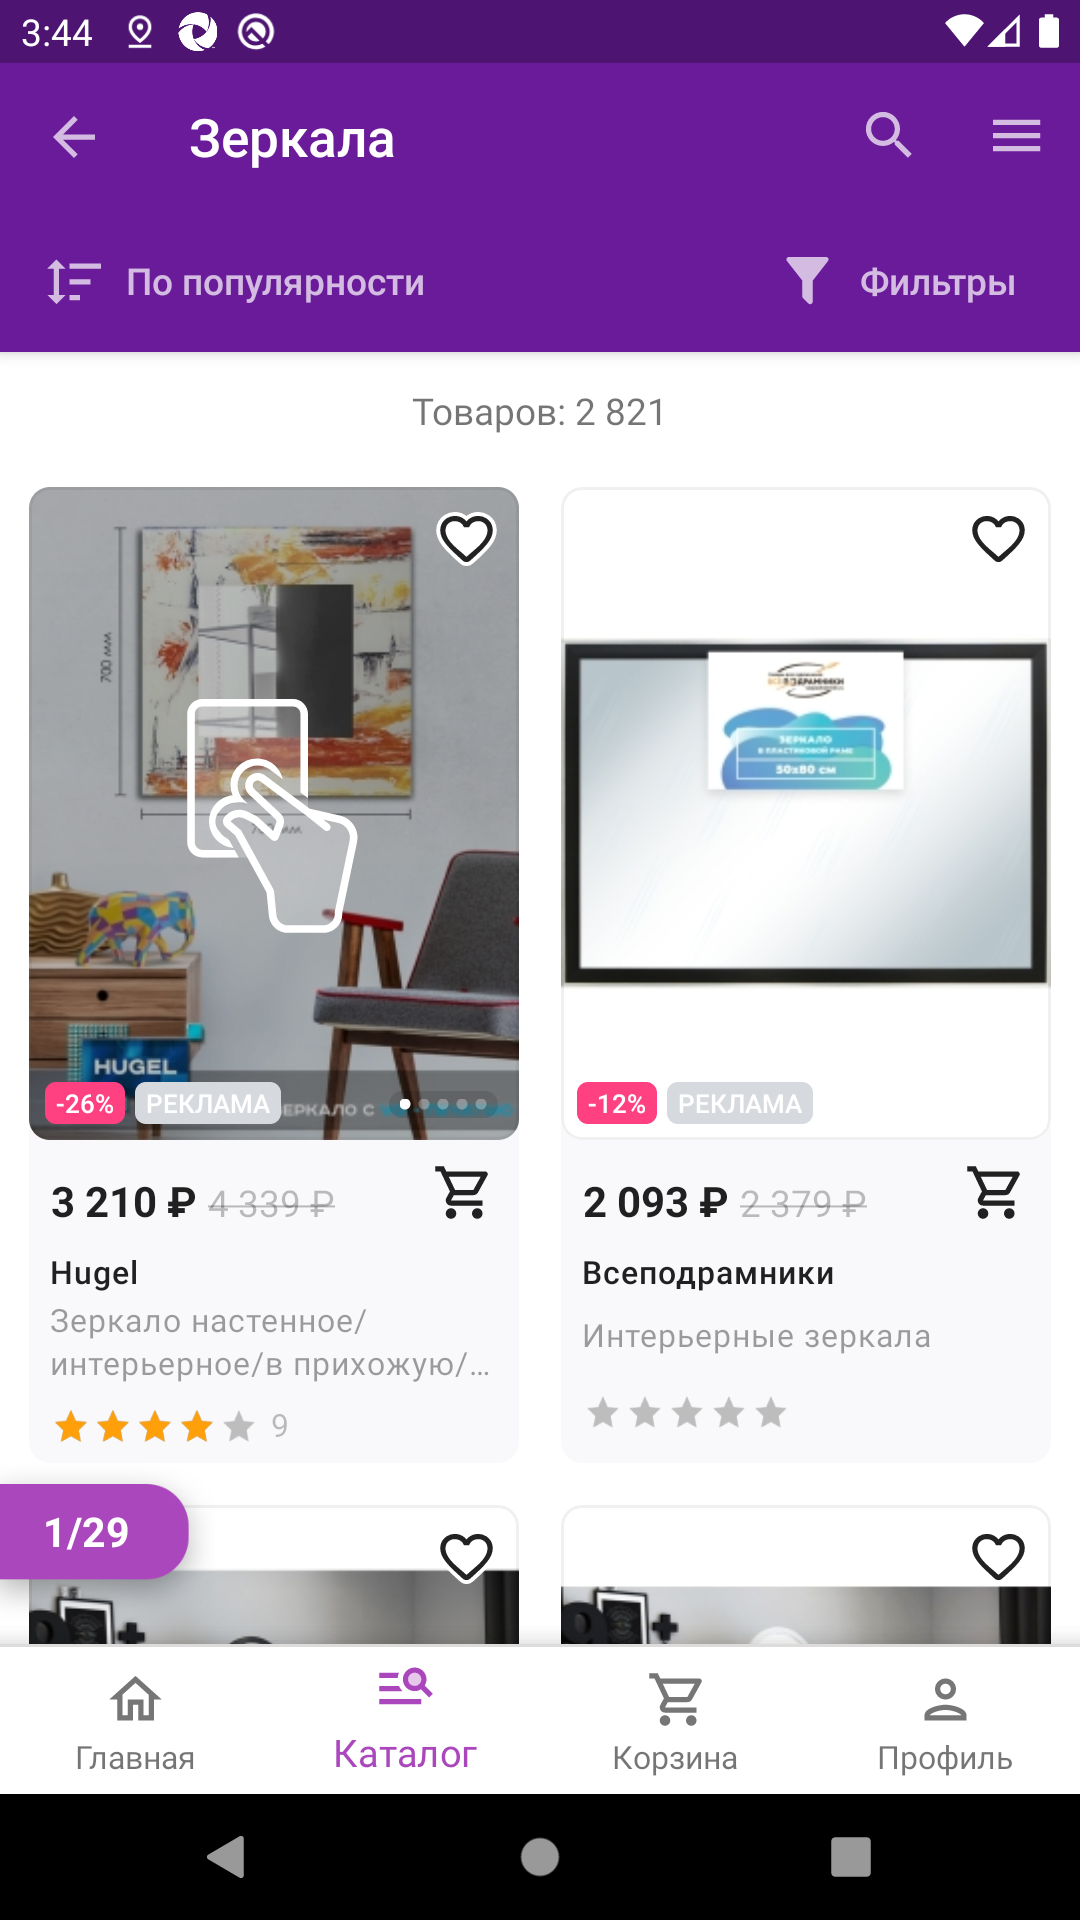 3:44
Зеркала
По популярности
Фильтры
Товаров: 2 821
700 мм
ВСЕПОДРАМНИКИ
ЗЕРКАЛО
В ПЛАСТИКОВОЙ РАМЕ
50x80 см
HUGEL
-26%
РЕКЛАМА
ЗЕРКАЛО С
-12%
РЕКЛАМА
3 210 ₽ 4 339 ₽
2 093 ₽ 2 379 ₽
Hugel
Зеркало настенное/
интерьерное/в прихожую/…
9
Всеподрамники
Интерьерные зеркала
1/29
Главная
Каталог
Корзина
Профиль